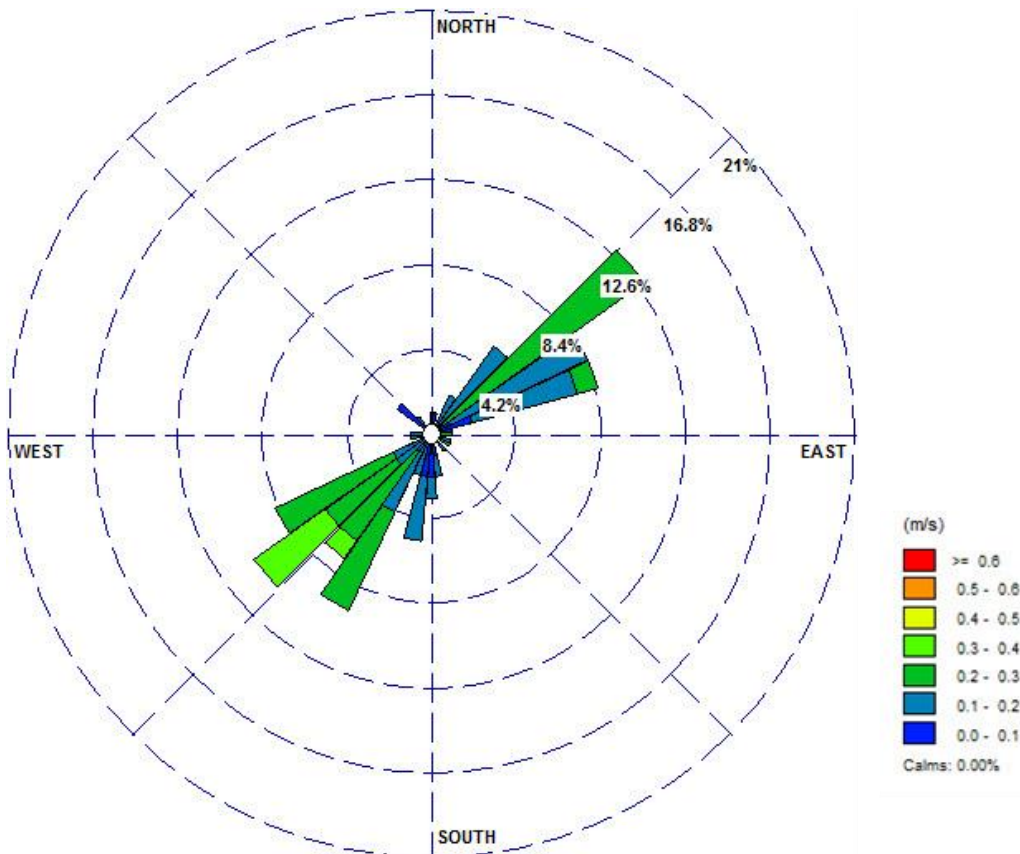 NORTH
21%
16.8%
12.6%
8.4%
4.2%
WEST
EAST
SOUTH
(m/s)
>= 0.6
0.5 - 0.6
0.4 - 0.5
0.3 - 0.4
0.2 - 0.3
0.1 - 0.2
0.0 - 0.1
Calms: 0.00%